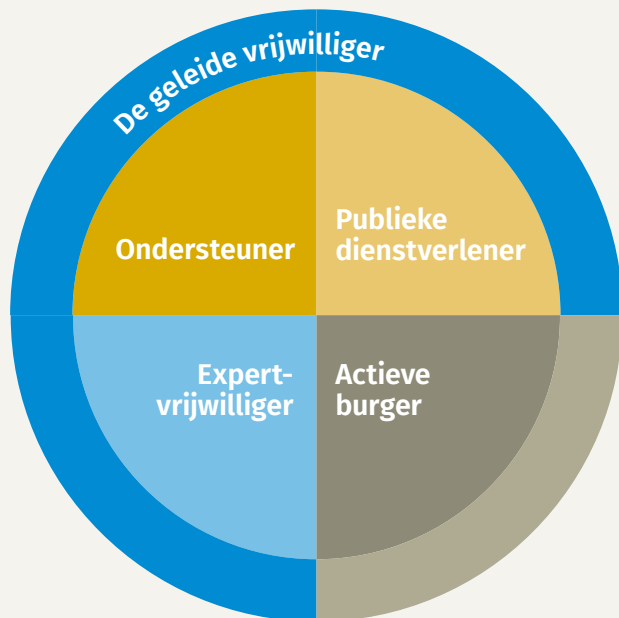 De geleide vrijwilliger
Ondersteuner
Publieke
dienstverlener
Expert-
vrijwilliger
Actieve
burger